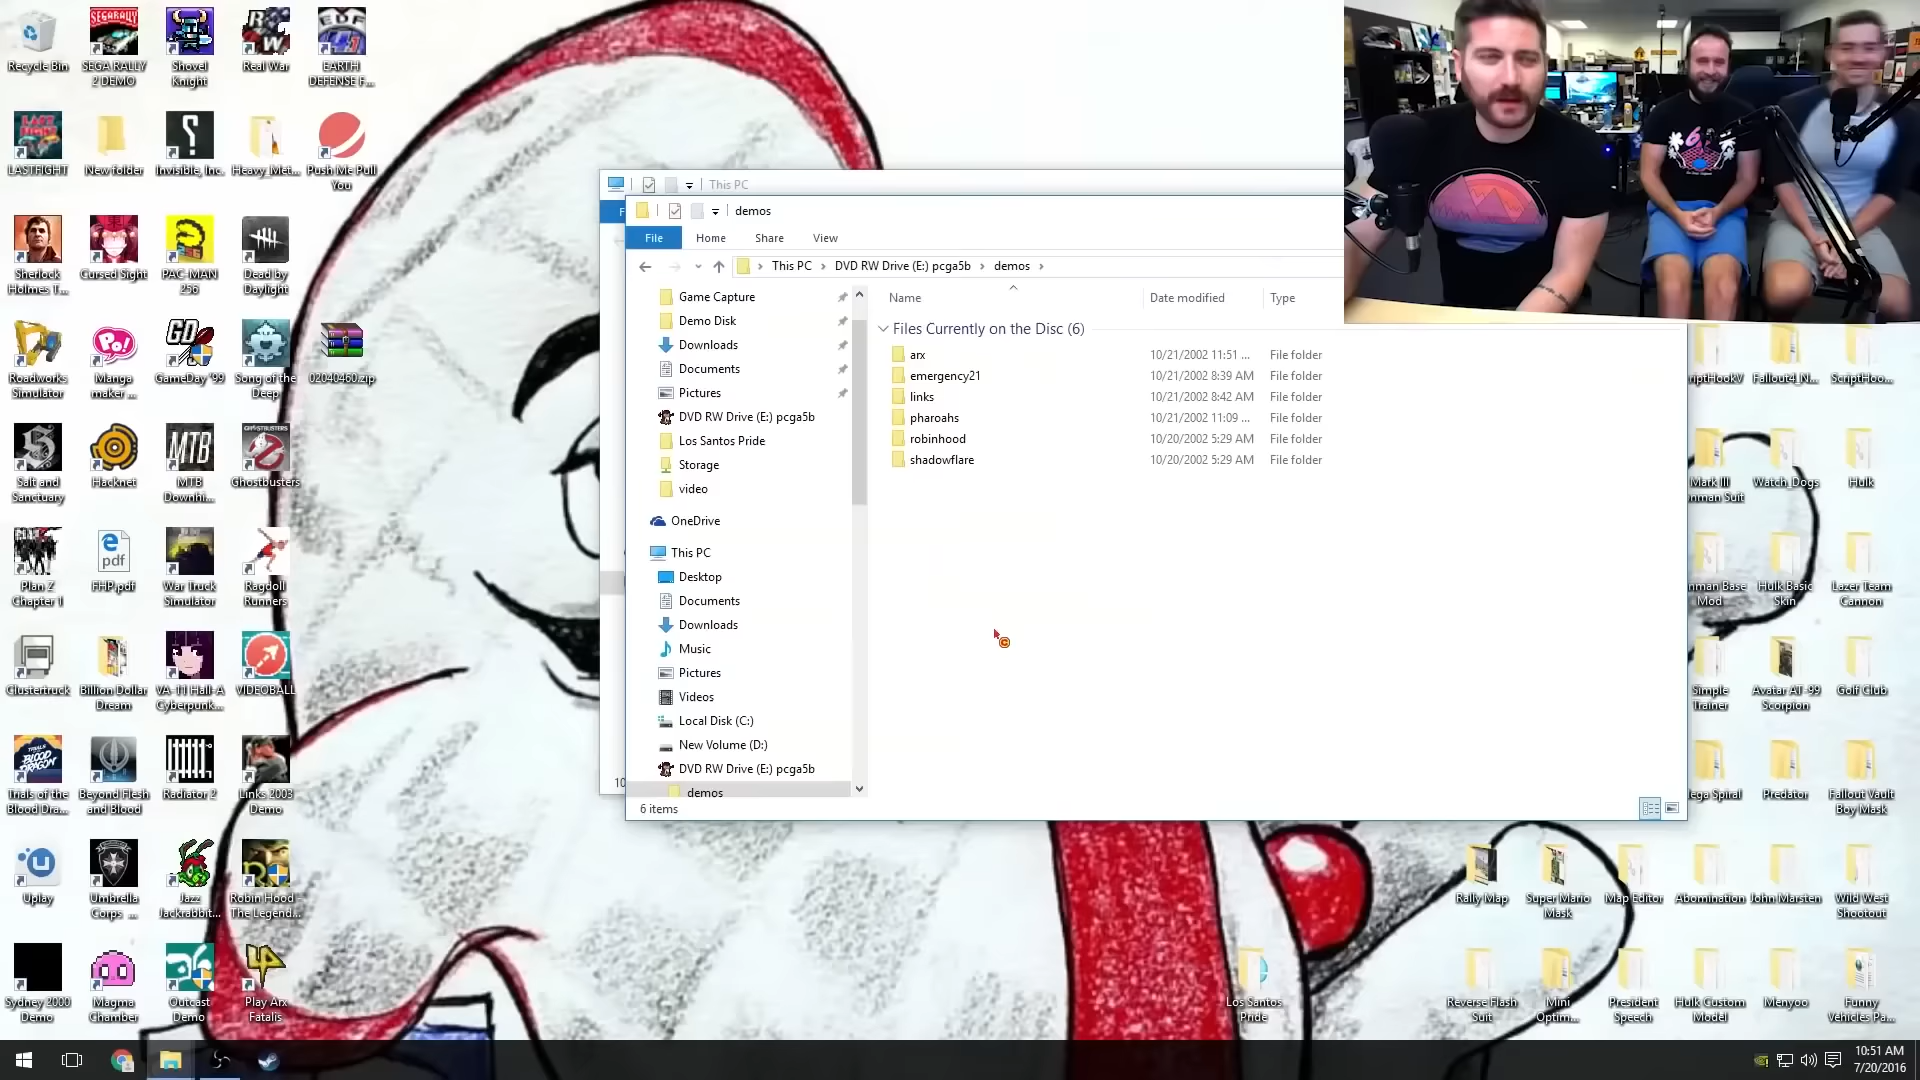 Recycle Bin
SEGA RALLY
2 DEMO
Shovel
Knight
Real War
EARTH
DEFENSE F...
LASTFIGHT
New folder
Invisible, Inc.
Heavy_Met...
Push Me Pull
You
Sherlock
Holmes T...
Cursed Sight
PAC-MAN
256
Dead by
Daylight
Roadworks
Simulator
Manga
maker ...
GameDay '99
Song of the
Deep
02040460.zip
Salt and
Sanctuary
Hacknet
MTB
Downhi...
Ghostbusters
Plan Z
Chapter 1
FHP.pdf
War Truck
Simulator
Ragdoll
Runners
Clustertruck
Billion Dollar
Dream
VA-11 Hall-A
Cyberpunk...
VIDEOBALL
Trials of the
Blood Dra...
Beyond Flesh
and Blood
Radiator 2
Links 2003
Demo
Uplay
Umbrella
Corps ...
Jazz
Jackrabbit...
Robin Hood -
The Legend...
Sydney 2000
Demo
Magma
Chamber
Outcast
Demo
Play Arx
Fatalis
This PC
demos
File
Home
Share
View
This PC
DVD RW Drive (E:) pcga5b
demos
Game Capture
Demo Disk
Downloads
Documents
Pictures
DVD RW Drive (E:) pcga5b
Los Santos Pride
Storage
video
OneDrive
This PC
Desktop
Documents
Downloads
Music
Pictures
Videos
Local Disk (C:)
New Volume (D:)
DVD RW Drive (E:) pcga5b
demos
6 items
Name Date modified Type
Files Currently on the Disc (6)
arx 10/21/2002 11:51 ... File folder
emergency21 10/21/2002 8:39 AM File folder
links 10/21/2002 8:42 AM File folder
pharoahs 10/21/2002 11:09 ... File folder
robinhood 10/20/2002 5:29 AM File folder
shadowflare 10/20/2002 5:29 AM File folder
riptHookV
Fallout4_N...
ScriptHoo...
Mark III
nman Suit
Watch_Dogs
Hulk
nman Base
Mod
Hulk Basic
Skin
Lazer Team
Cannon
Simple
Trainer
Avatar AT-99
Scorpion
Golf Club
ega Spiral
Predator
Fallout Vault
Boy Mask
Rally Map
Super Mario
Mask
Map Editor
Abomination
John Marsten
Wild West
Shootout
Los Santos
Pride
Reverse Flash
Suit
Mini
Optim...
President
Speech
Hulk Custom
Model
Menyoo
Funny
Vehicles Pa...
10:51 AM
7/20/2016